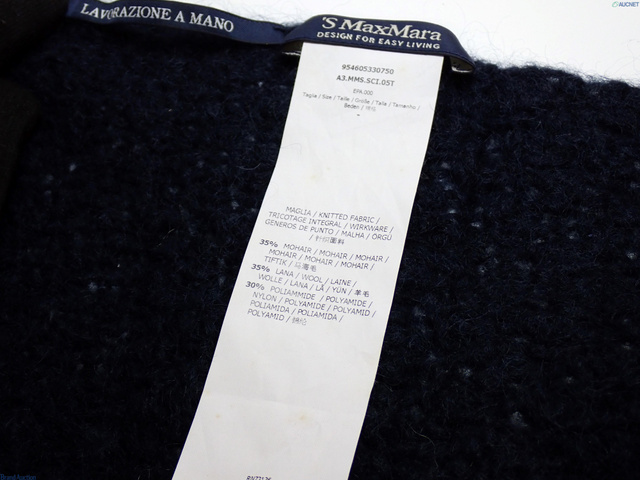 AUCNET
LAVORAZIONE A MANO
'S MaxMara
DESIGN FOR EASY LIVING
954605330750
A3.MMS.SCI.05T
EPA.000
Taglia / Size / Taille / Größe / Talla / Tamanho /
Beden /
-
MAGLIA / KNITTED FABRIC /
TRICOTAGE INTEGRAL / WIRKWARE /
GENEROS DE PUNTO / MALHA / ÖRGÜ
/ 针织面料
35% MOHAIR / MOHAIR / MOHAIR /
MOHAIR / MOHAIR / MOHAIR /
TIFTIK / 马海毛
35% LANA / WOOL / LAINE /
WOLLE / LANA / LÃ / YÜN / 羊毛
30% POLIAMMIDE / POLYAMIDE /
NYLON / POLYAMIDE / POLYAMID /
POLIAMIDA / POLIAMIDA /
POLYAMID / 锦纶
BrandAuction